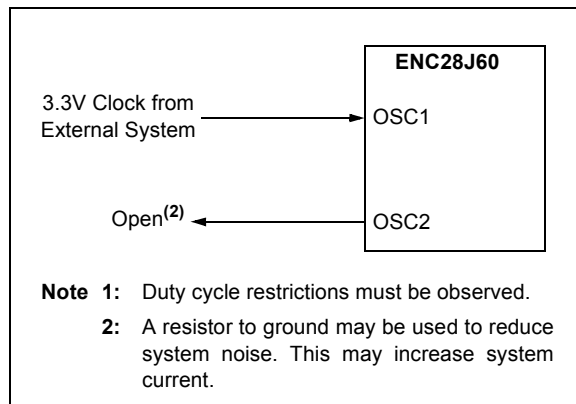 ENC28J60
3.3V Clock from
External System
OSC1
Open(2)
OSC2
Note 1: Duty cycle restrictions must be observed.
2: A resistor to ground may be used to reduce
system noise. This may increase system
current.